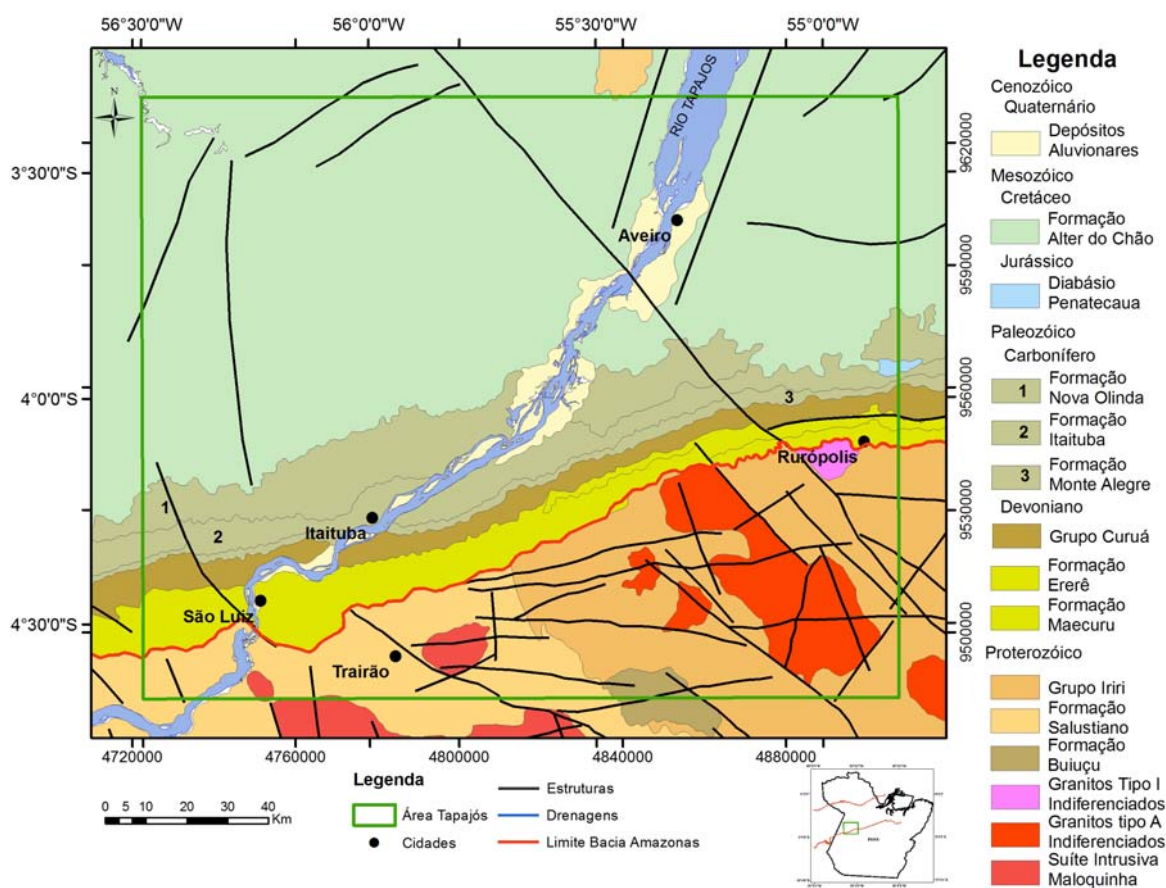 56°30'0"W
56°0'0"W
55°30'0"W
55°0'0"W
3°30'0"S
4°0'0"S
4°30'0"S
9620000
9590000
9560000
9530000
9500000
4720000
4760000
4800000
4840000
4880000
N
RIO TAPAJOS
Aveiro
3
Rurópolis
1
2
Itaituba
São Luiz
Trairão
0 5 10 20 30 40
Km
Legenda
Área Tapajós
Cidades
Estruturas
Drenagens
Limite Bacia Amazonas
Legenda
Cenozóico
Quaternário
Depósitos
Aluvionares
Mesozóico
Cretáceo
Formação
Alter do Chão
Jurássico
Diabásio
Penatecaua
Paleozóico
Carbonífero
1
Formação
Nova Olinda
2
Formação
Itaituba
3
Formação
Monte Alegre
Devoniano
Grupo Curuá
Formação
Ererê
Formação
Maecuru
Proterozóico
Grupo Iriri
Formação
Salustiano
Formação
Buiuçu
Granitos Tipo I
Indiferenciados
Granitos tipo A
Indiferenciados
Suíte Intrusiva
Maloquinha